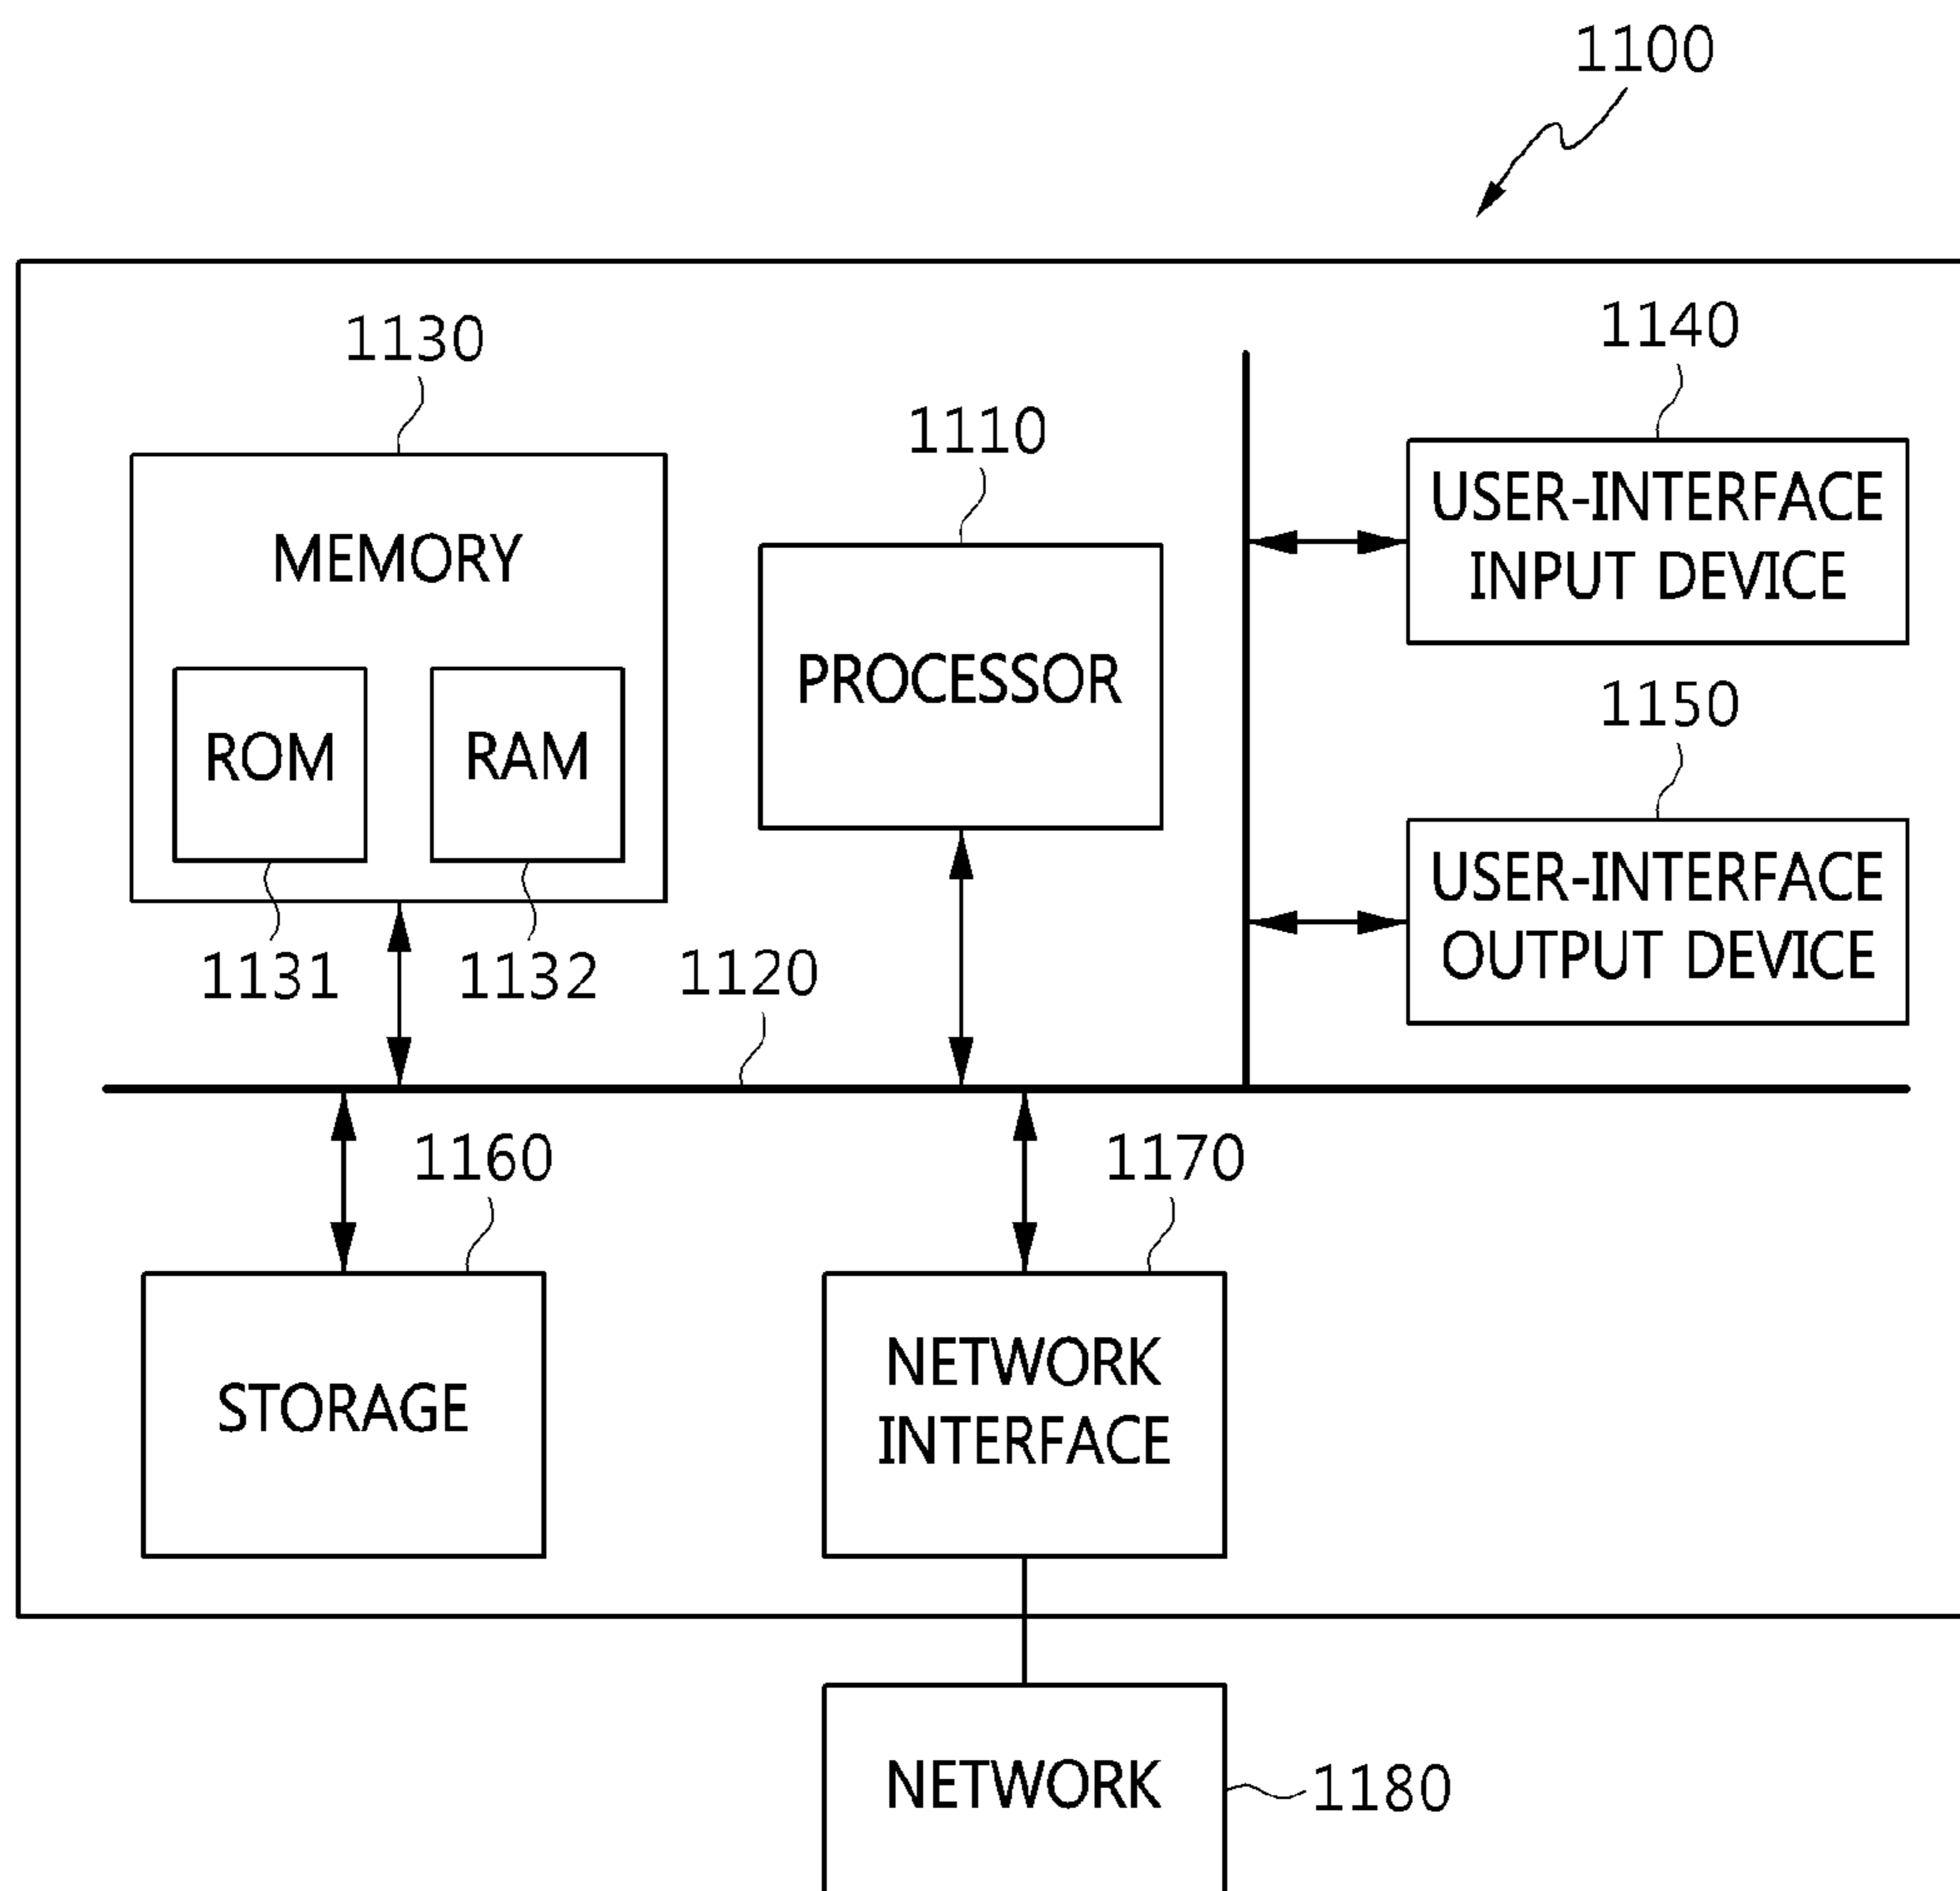 1100
1130
1140
1110
USER-INTERFACE
INPUT DEVICE
MEMORY
PROCESSOR
1150
ROM
RAM
USER-INTERFACE
OUTPUT DEVICE
1131
1132
1120
1160
1170
NETWORK
INTERFACE
STORAGE
NETWORK
1180